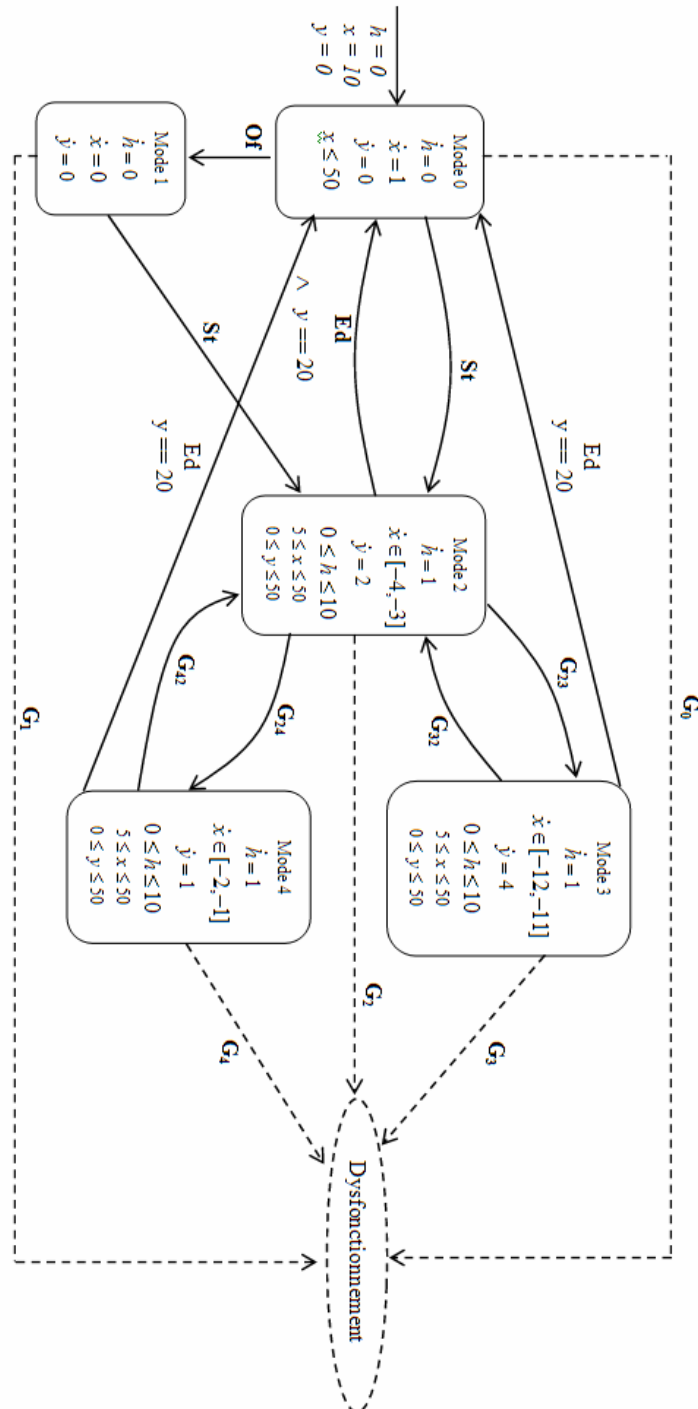 h = 0
x = 10
y = 0
Mode 0
ḣ = 0
ẋ = 1
ẏ = 0
x ≤ 50
Of
Mode 1
ḣ = 0
ẋ = 0
ẏ = 0
St
Ed
∧ y == 20
St
Ed
y == 20
Ed
y == 20
Mode 2
ḣ = 1
ẋ ∈ [−4,−3]
ẏ = 2
0 ≤ h ≤ 10
5 ≤ x ≤ 50
0 ≤ y ≤ 50
G₂₃
G₃₂
G₂₄
G₄₂
Mode 3
ḣ = 1
ẋ ∈ [−12,−11]
ẏ = 4
0 ≤ h ≤ 10
5 ≤ x ≤ 50
0 ≤ y ≤ 50
Mode 4
ḣ = 1
ẋ ∈ [−2,−1]
ẏ = 1
0 ≤ h ≤ 10
5 ≤ x ≤ 50
0 ≤ y ≤ 50
G₀
G₁
G₂
G₃
G₄
Dysfonctionnement